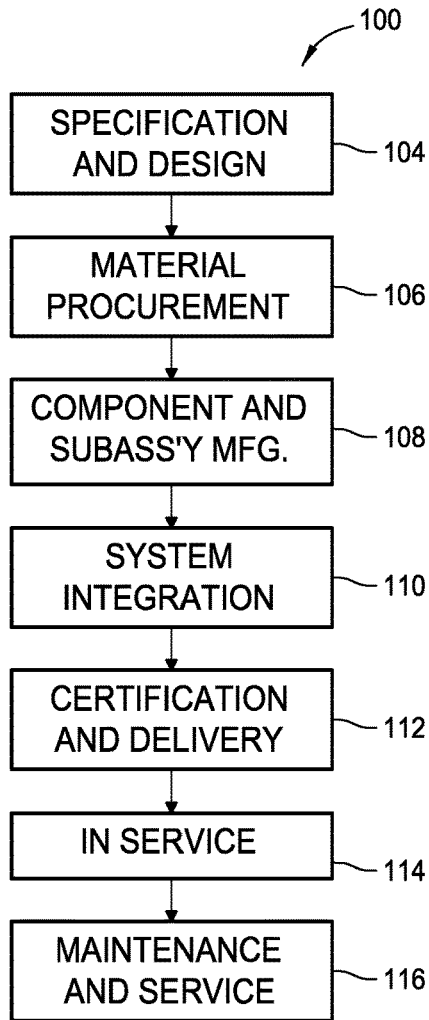 100
SPECIFICATION
AND DESIGN
104
MATERIAL
PROCUREMENT
106
COMPONENT AND
SUBASS'Y MFG.
108
SYSTEM
INTEGRATION
110
CERTIFICATION
AND DELIVERY
112
IN SERVICE
114
MAINTENANCE
AND SERVICE
116